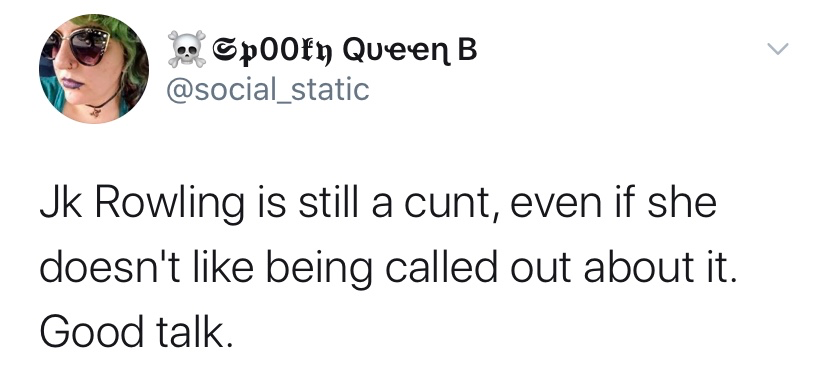 ☠️𝕾𝖕00𝖐𝖞 Qυҽҽɳ B
@social_static
Jk Rowling is still a cunt, even if she
doesn't like being called out about it.
Good talk.